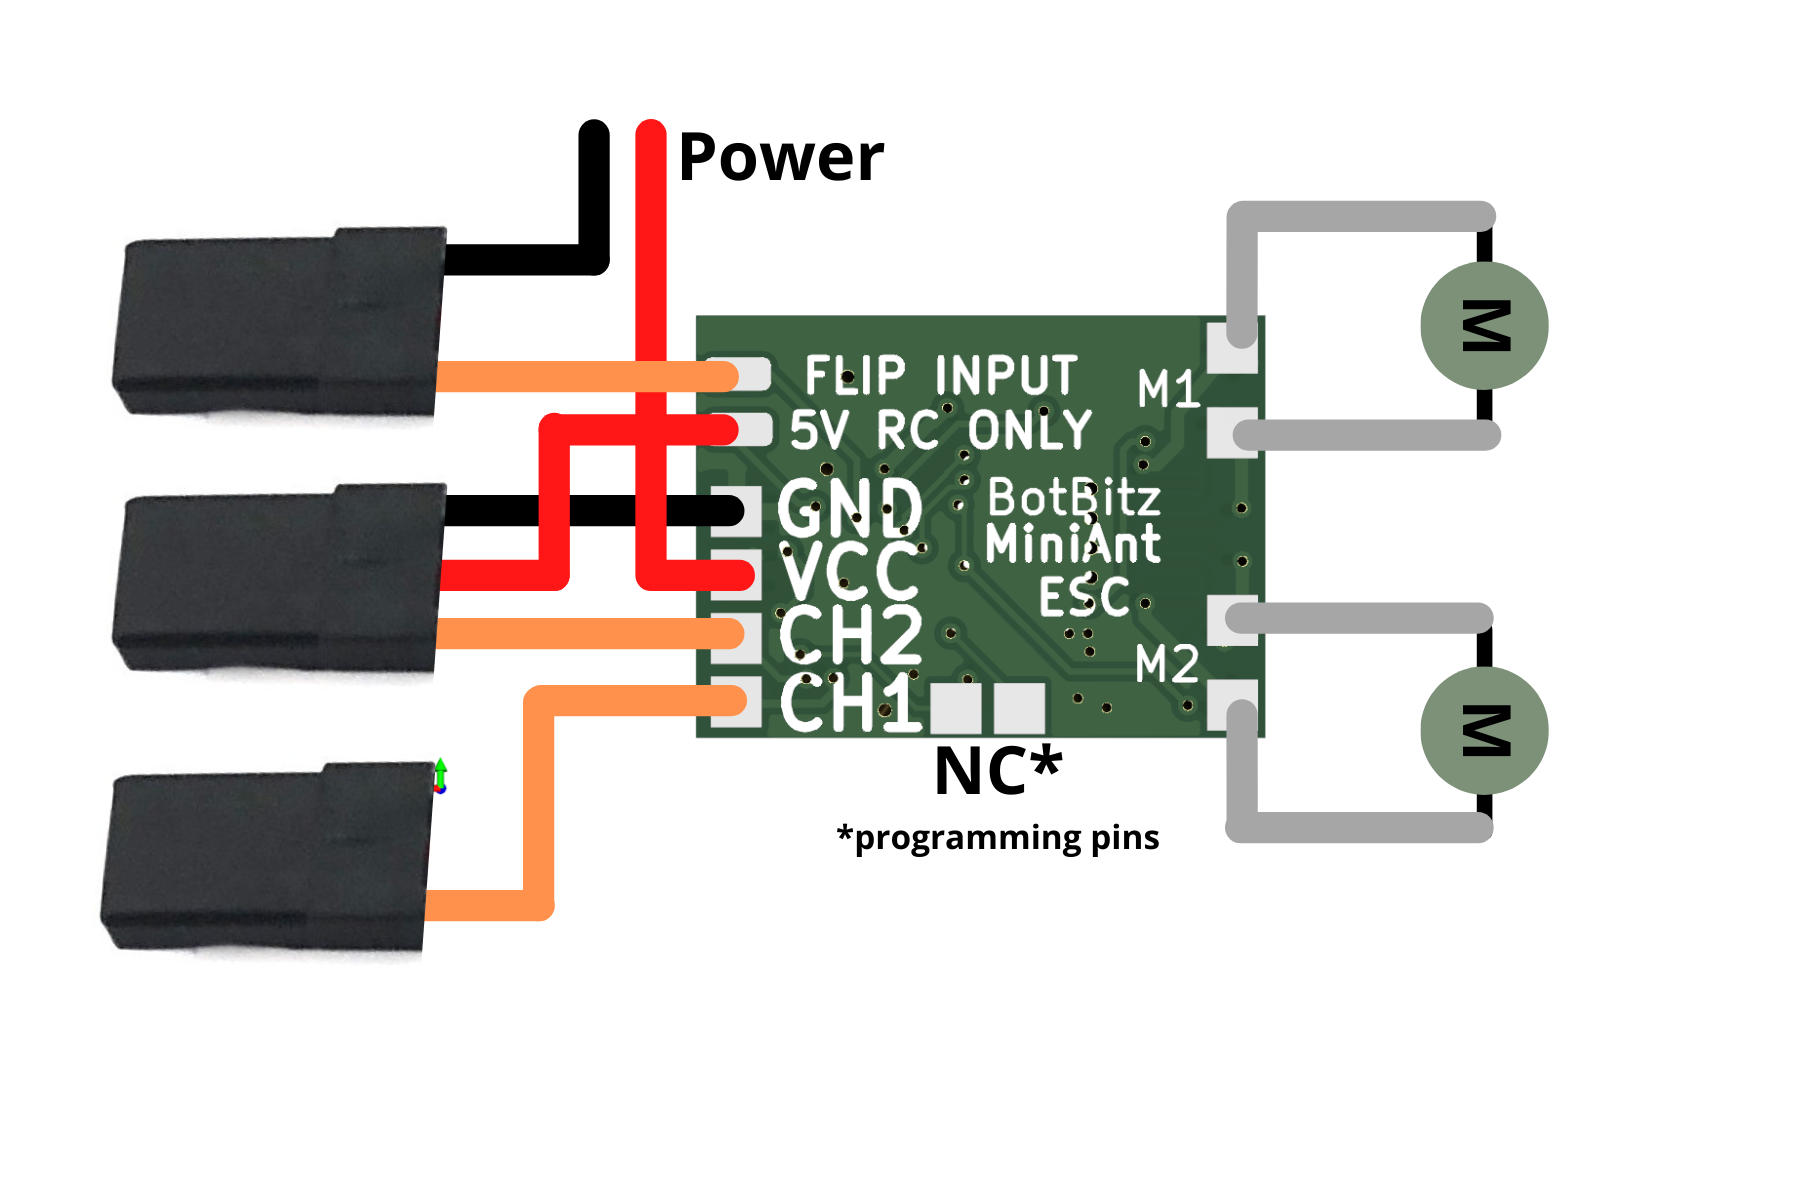 Power
FLIP INPUT
5V RC ONLY
GND
VCC
CH2
CH1
M1
BotBitz
MiniAnt
ESC
M2
M
M
NC*
*programming pins